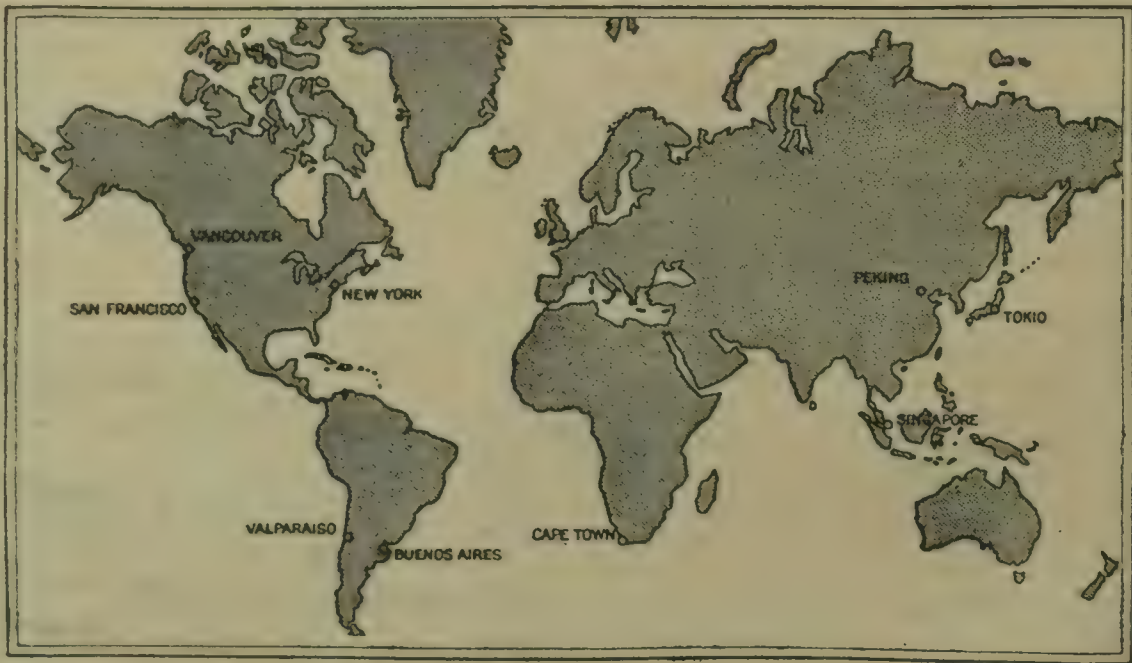 VANCOUVER
PEKING
NEW YORK
SAN FRANCISCO
TOKIO
SINGAPORE
VALPARAISO
CAPE TOWN
BUENOS AIRES